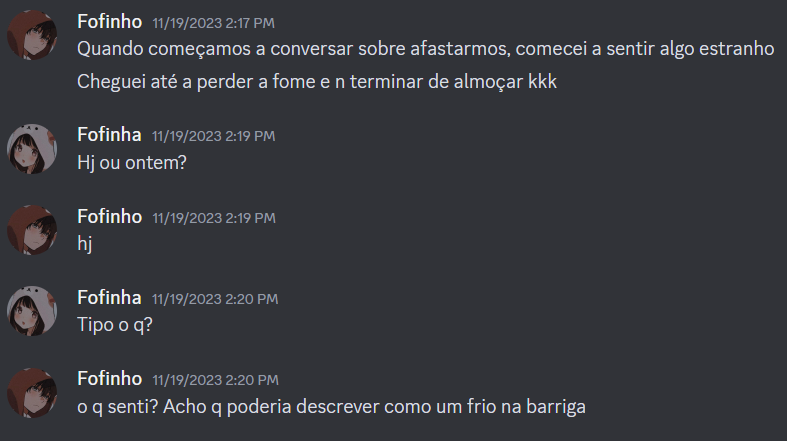 Fofinho 11/19/2023 2:17 PM
Quando começamos a conversar sobre afastarmos, comecei a sentir algo estranho
Cheguei até a perder a fome e n terminar de almoçar kkk
Fofinha 11/19/2023 2:19 PM
Hj ou ontem?
Fofinho 11/19/2023 2:19 PM
hj
Fofinha 11/19/2023 2:20 PM
Tipo o q?
Fofinho 11/19/2023 2:20 PM
o q senti? Acho q poderia descrever como um frio na barriga